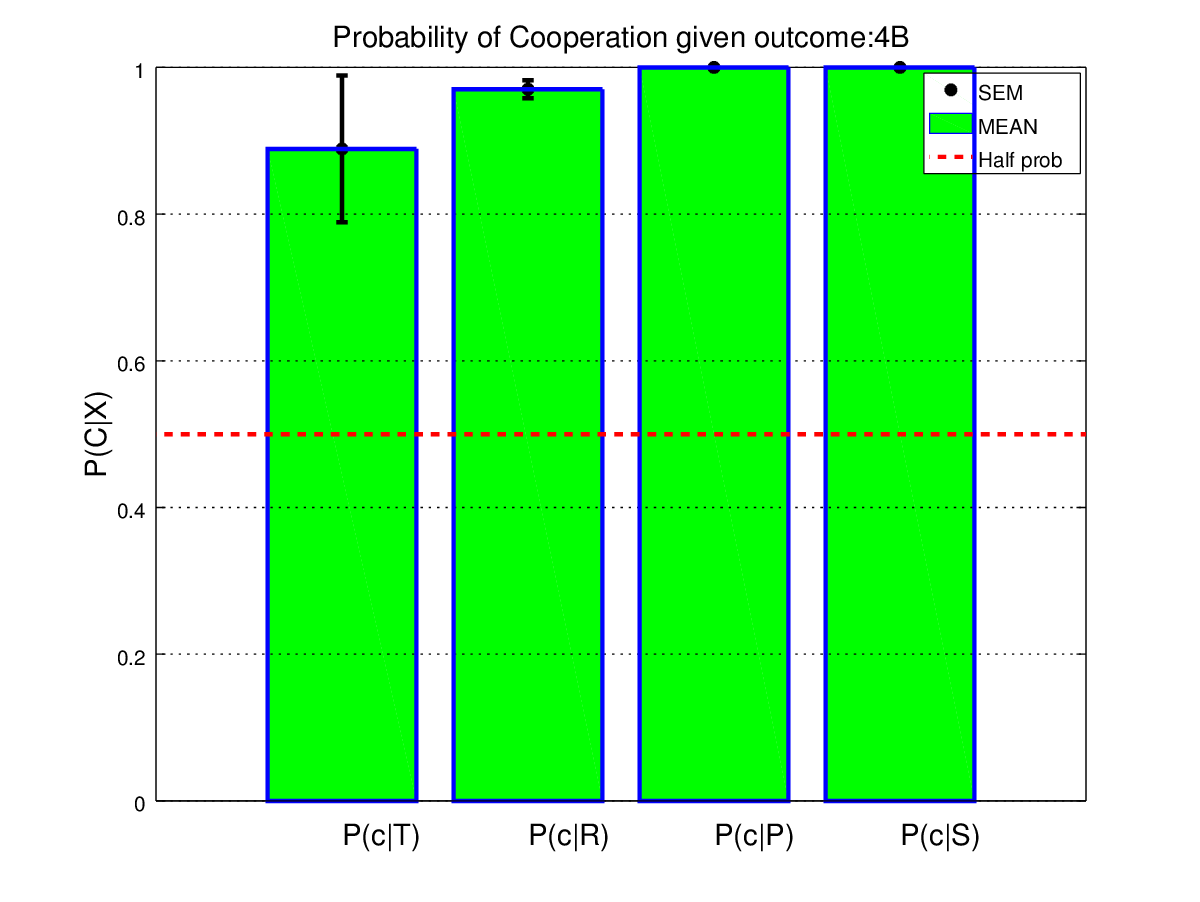 Probability of Cooperation given outcome:4B
1
0.8
0.6
0.4
0.2
0
P(C|X)
SEM
MEAN
Half prob
P(c|T)
P(c|R)
P(c|P)
P(c|S)